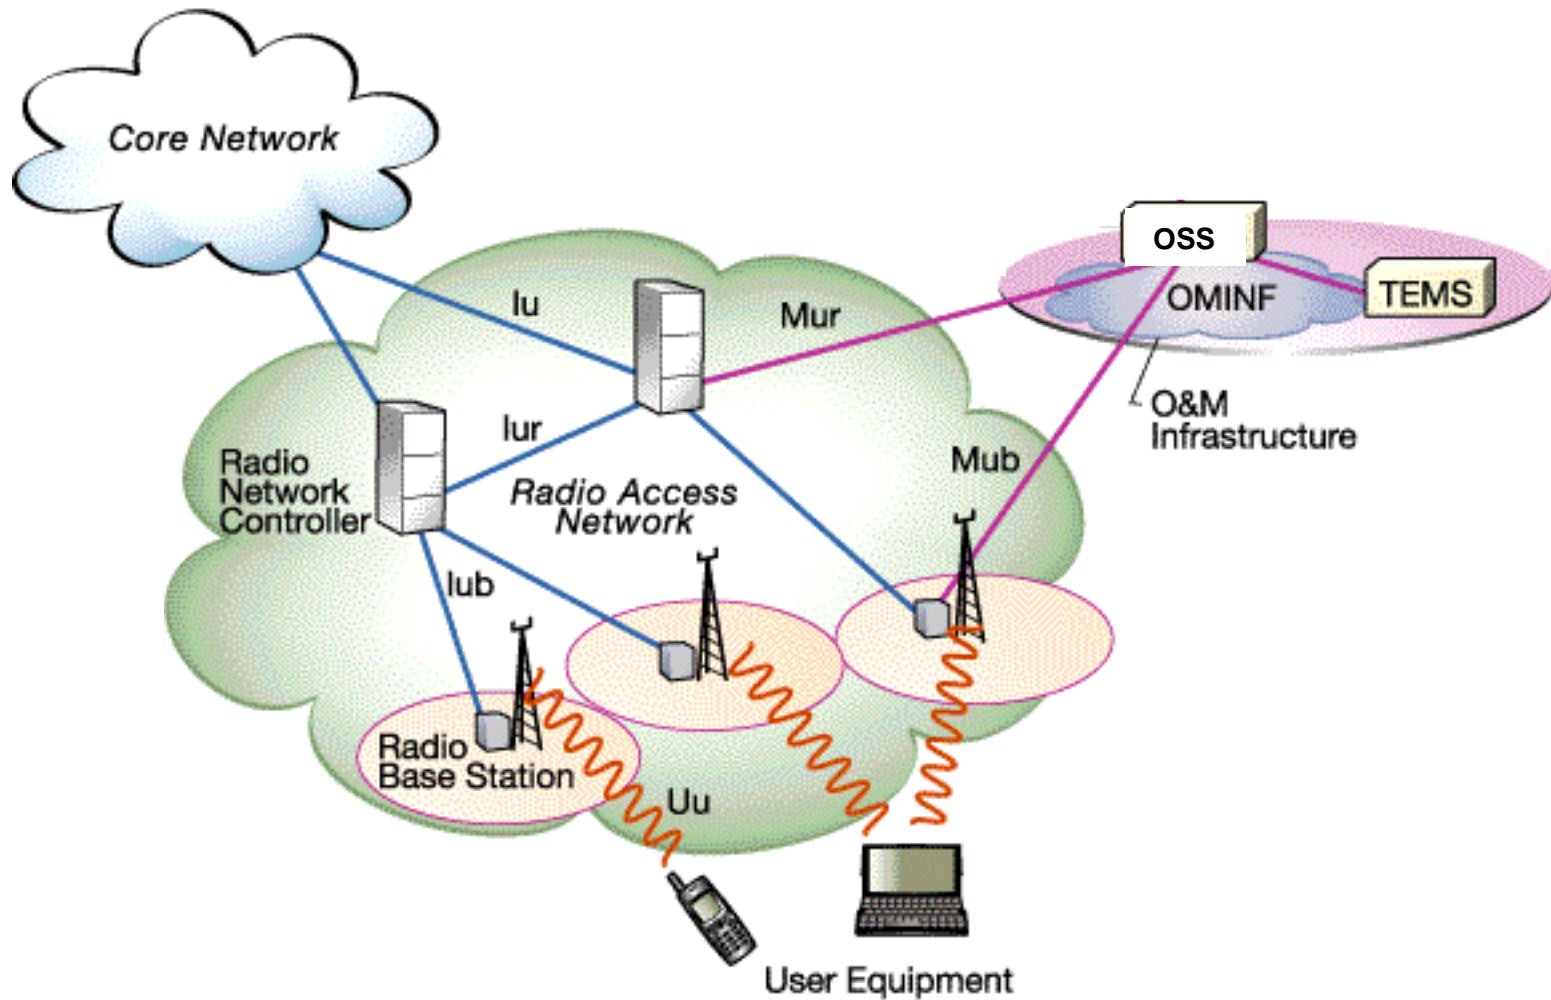 Core Network
OSS
OMINF
TEMS
Iu
Mur
O&M
Infrastructure
Iur
Mub
Radio
Network
Controller
Radio Access
Network
Iub
Radio
Base Station
Uu
User Equipment